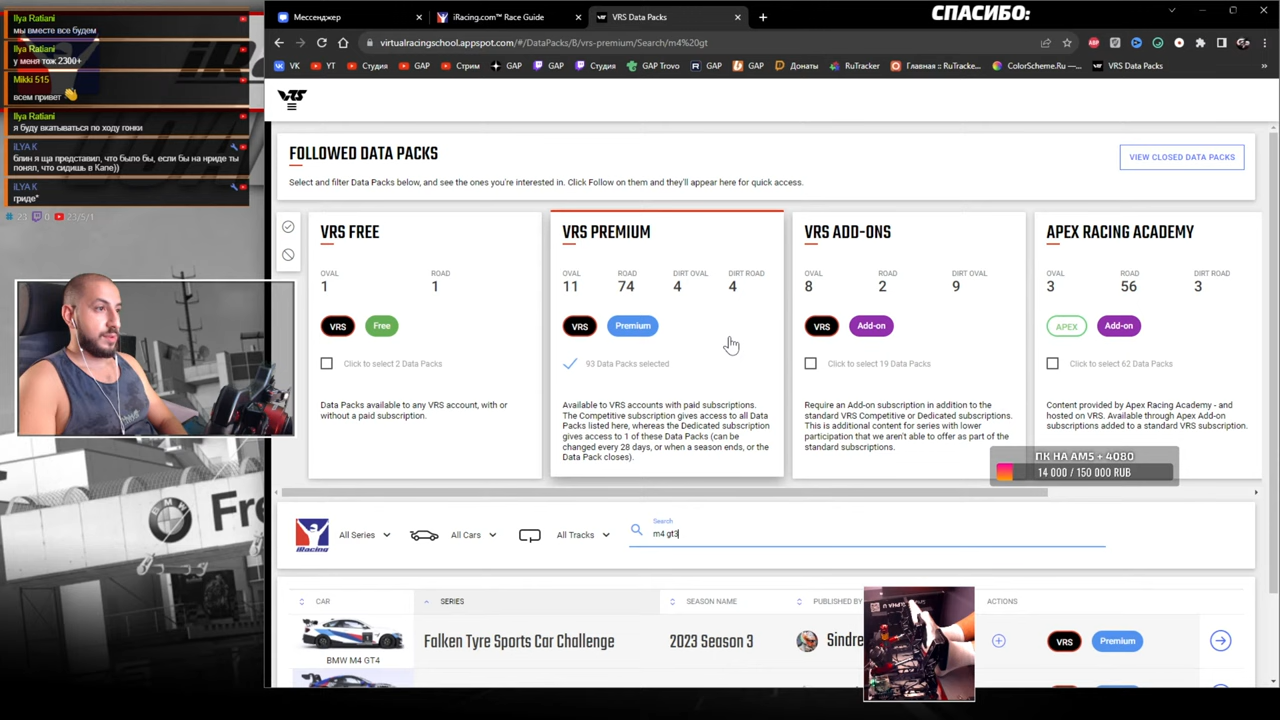 Ilya Ratiani
мы вместе все будем
Ilya Ratiani
у меня тож 2300+
Mikki 515
всем привет
Ilya Ratiani
я буду вкатываться по ходу гонки
iLYA K
блин я ща представил, что было бы, если бы на нриде ты
понял, что сидишь в Капе))
iLYA K
гриде*
23 0 23/5/1
СПАСИБО:
Мессенджер
iRacing.com™ Race Guide
VRS Data Packs
virtualracingschool.appspot.com/#/DataPacks/B/vrs-premium/Search/m4%20gt
VK YT Студия GAP Стрим GAP GAP Студия GAP Trovo GAP GAP Донаты RuTracker Главная :: RuTracke... ColorScheme.Ru —... VRS Data Packs
VRS
FOLLOWED DATA PACKS
VIEW CLOSED DATA PACKS
Select and filter Data Packs below, and see the ones you're interested in. Click Follow on them and they'll appear here for quick access.
VRS FREE
OVAL ROAD
1 1
VRS Free
Click to select 2 Data Packs
Data Packs available to any VRS account, with or
without a paid subscription.
VRS PREMIUM
OVAL ROAD DIRT OVAL DIRT ROAD
11 74 4 4
VRS Premium
93 Data Packs selected
Available to VRS accounts with paid subscriptions.
The Competitive subscription gives access to all Data
Packs listed here, whereas the Dedicated subscription
gives access to 1 of these Data Packs (can be
changed every 28 days, or when a season ends, or the
Data Pack closes).
VRS ADD-ONS
OVAL ROAD DIRT OVAL
8 2 9
VRS Add-on
Click to select 19 Data Packs
Require an Add-on subscription in addition to the
standard VRS Competitive or Dedicated subscriptions.
This is additional content for series with lower
participation that we aren't able to offer as part of the
standard subscriptions.
APEX RACING ACADEMY
OVAL ROAD DIRT ROAD
3 56 3
APEX Add-on
Click to select 62 Data Packs
Content provided by Apex Racing Academy - and
hosted on VRS. Available through Apex Add-on
subscriptions added to a standard VRS subscription.
ПК НА AM5 + 4080
14 000 / 150 000 RUB
iRacing
All Series
All Cars
All Tracks
Search
m4 gt3
CAR SERIES SEASON NAME PUBLISHED BY ACTIONS
BMW M4 GT4
Falken Tyre Sports Car Challenge 2023 Season 3 Sindre VRS Premium
BMW
Fre